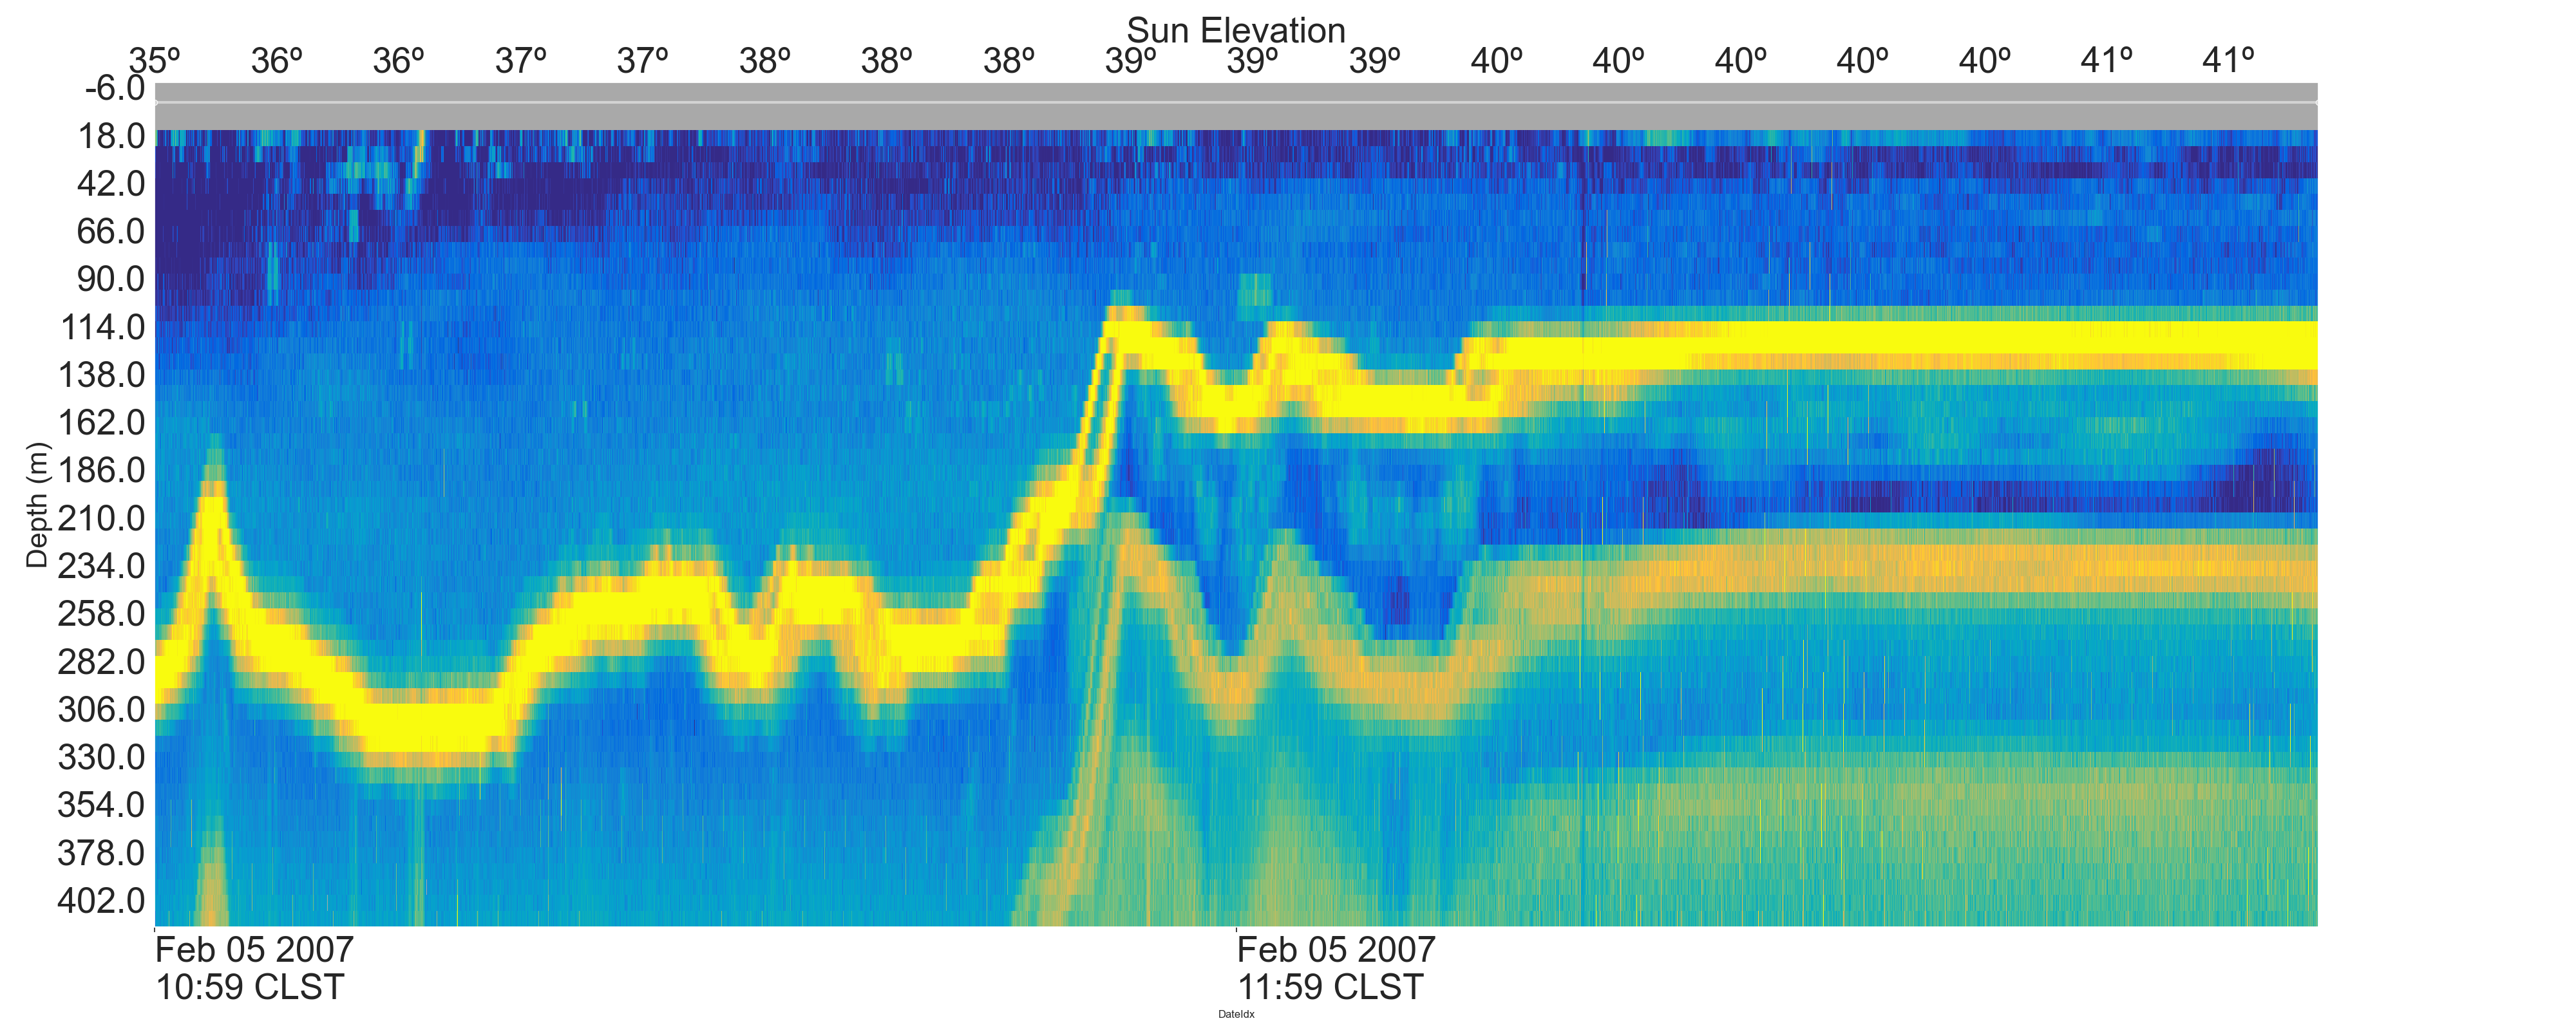 Sun Elevation
35º 36º 36º 37º 37º 38º 38º 38º 39º 39º 39º 40º 40º 40º 40º 40º 41º 41º
-6.0
18.0
42.0
66.0
90.0
114.0
138.0
162.0
186.0
210.0
234.0
258.0
282.0
306.0
330.0
354.0
378.0
402.0
Depth (m)
Feb 05 2007
10:59 CLST
Feb 05 2007
11:59 CLST
DateIdx